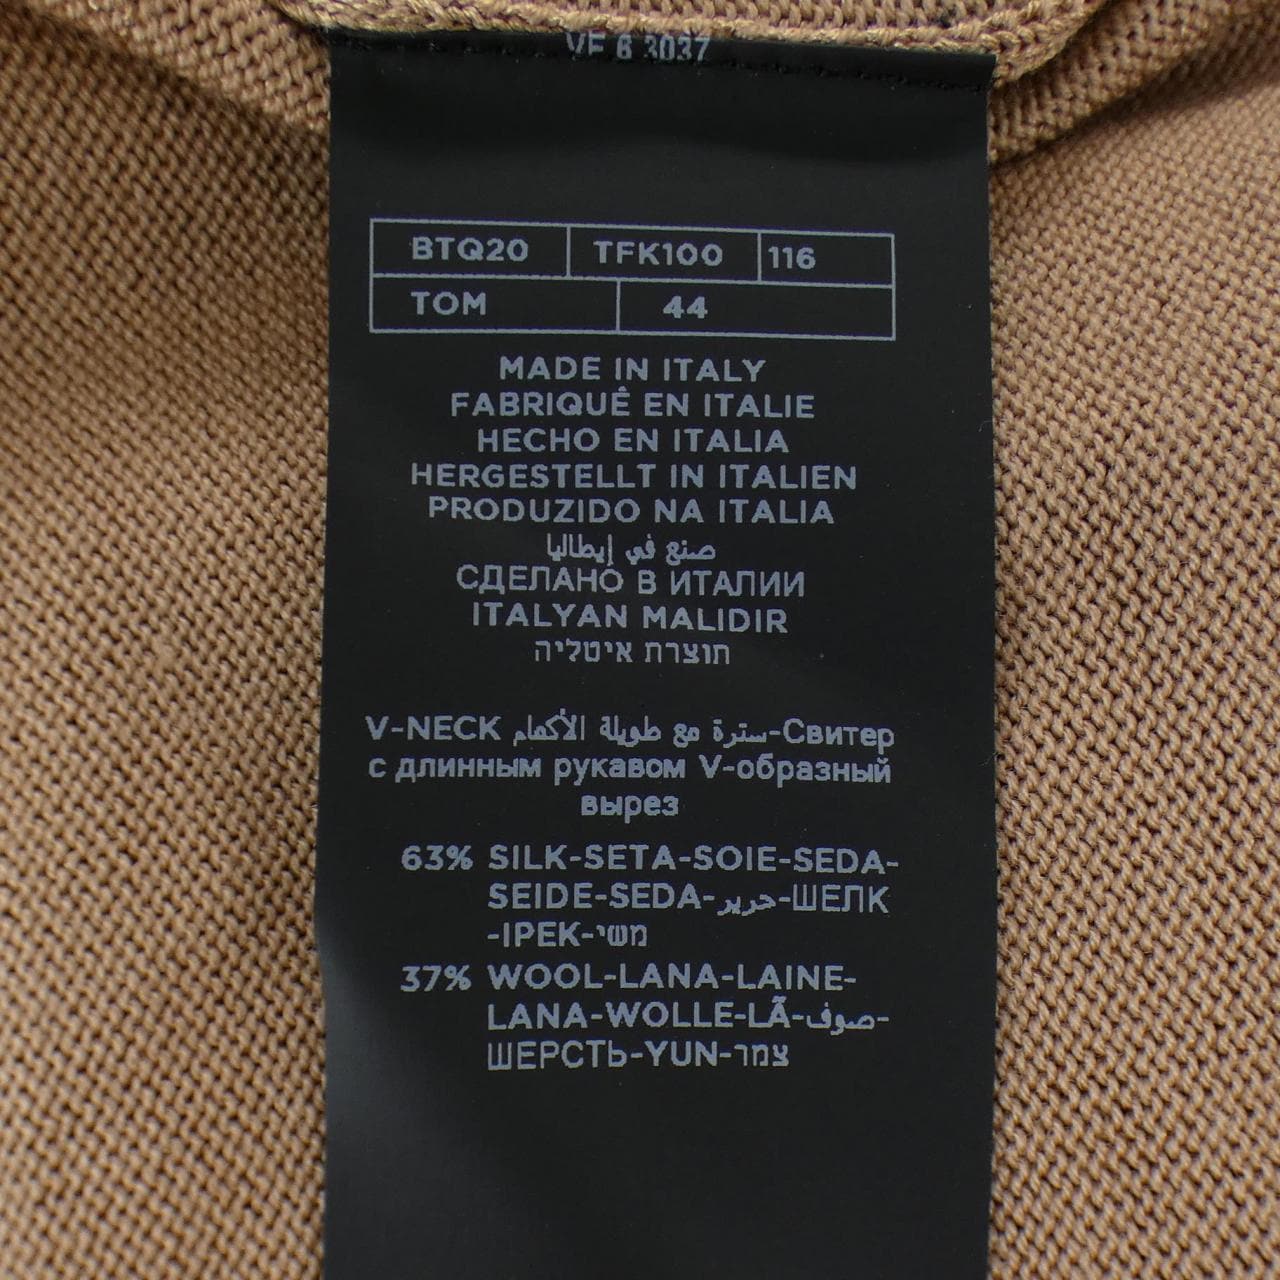 VE 6 3037
BTQ20 TFK100 116
TOM 44
MADE IN ITALY
FABRIQUÊ EN ITALIE
HECHO EN ITALIA
HERGESTELLT IN ITALIEN
PRODUZIDO NA ITALIA
صنع في إيطاليا
СДЕЛАНО В ИТАЛИИ
ITALYAN MALIDIR
תוצרת איטליה
V-NECK سترة مع طويلة الأكمام-Свитер
с длинным рукавом V-образный
вырез
63% SILK-SETA-SOIE-SEDA-
SEIDE-SEDA-حرير-ШЕЛК
-IPEK-משי
37% WOOL-LANA-LAINE-
LANA-WOLLE-LÃ-صوف-
ШЕРСТЬ-YUN-צמר